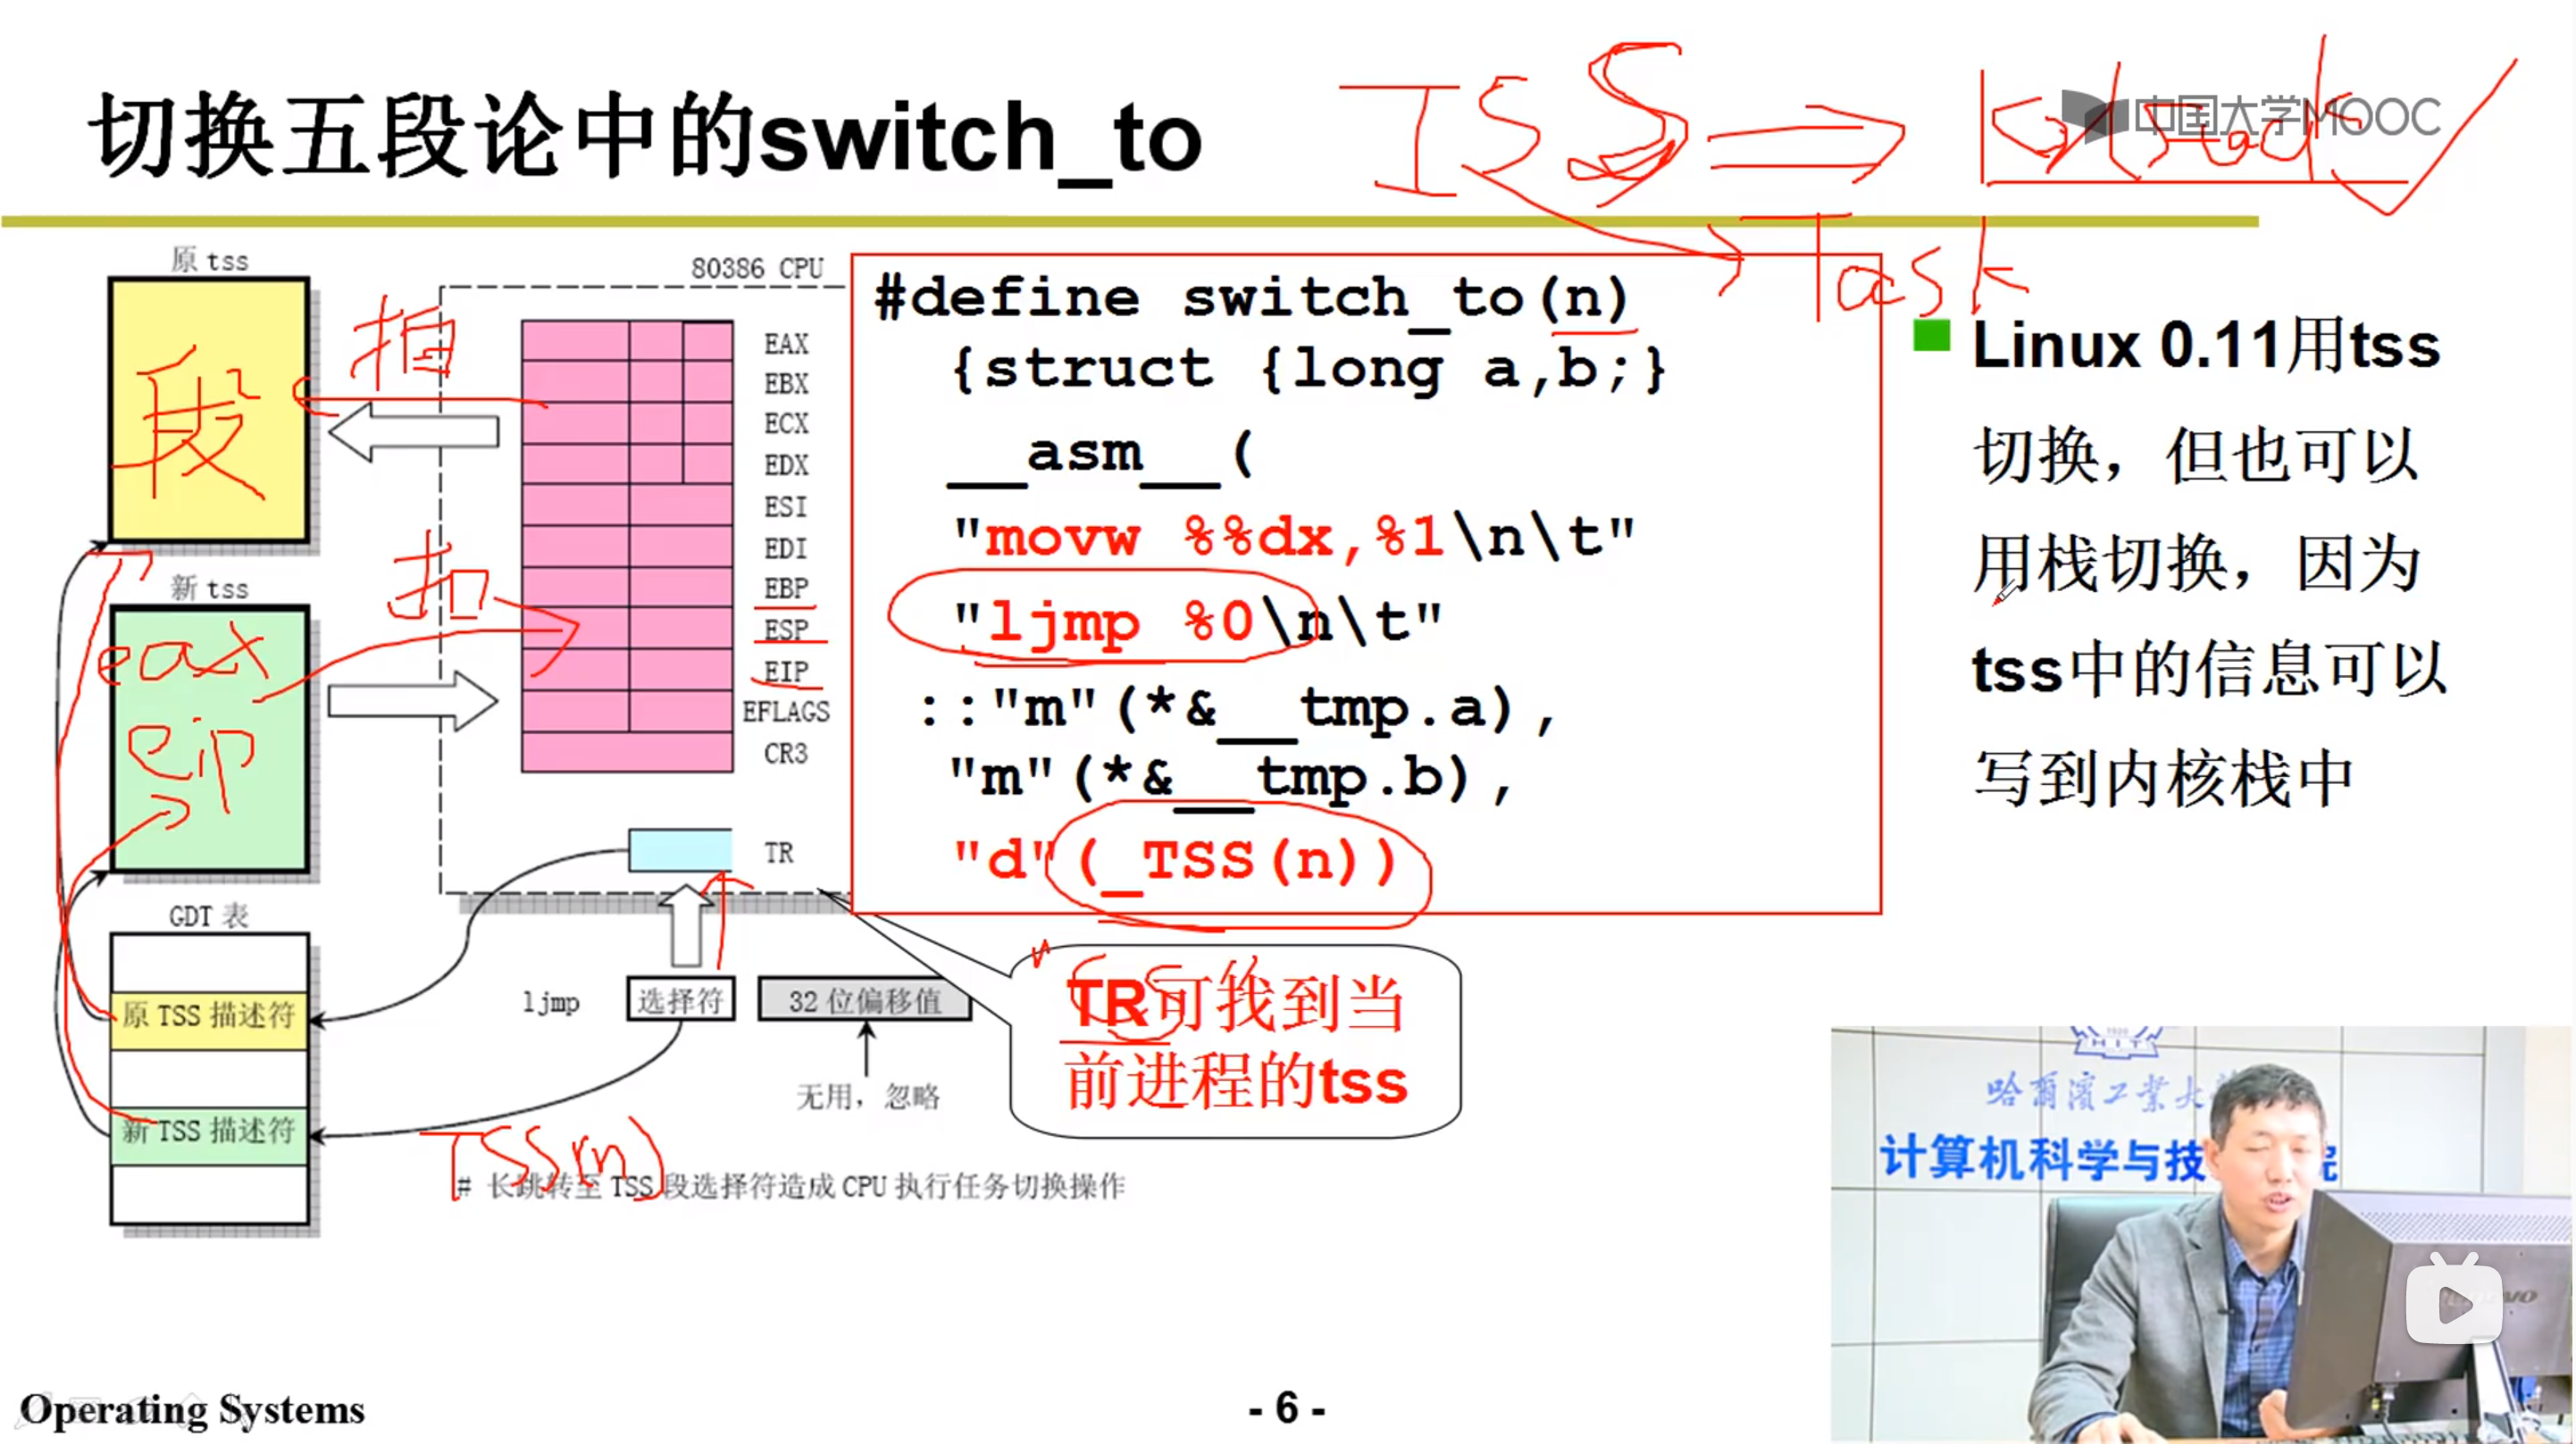 切换五段论中的switch_to
TSS
Kstack
中国大学MOOC
Task
原 tss
段
拍
80386 CPU
EAX
EBX
ECX
EDX
ESI
EDI
EBP
ESP
EIP
EFLAGS
CR3
TR
新 tss
eax
eip
扣
GDT 表
原 TSS 描述符
新 TSS 描述符
ljmp
选择符
32 位偏移值
无用，忽略
TSS(n)
# 长跳转至 TSS 段选择符造成 CPU 执行任务切换操作
#define switch_to(n)
{struct {long a,b;}
__asm__(
"movw %%dx,%1\n\t"
"ljmp %0\n\t"
::"m"(*&__tmp.a),
"m"(*&__tmp.b),
"d"(_TSS(n))
TR可找到当
前进程的tss
Linux 0.11用tss
切换，但也可以
用栈切换，因为
tss中的信息可以
写到内核栈中
哈尔滨工业大
计算机科学与技 院
Operating Systems
- 6 -